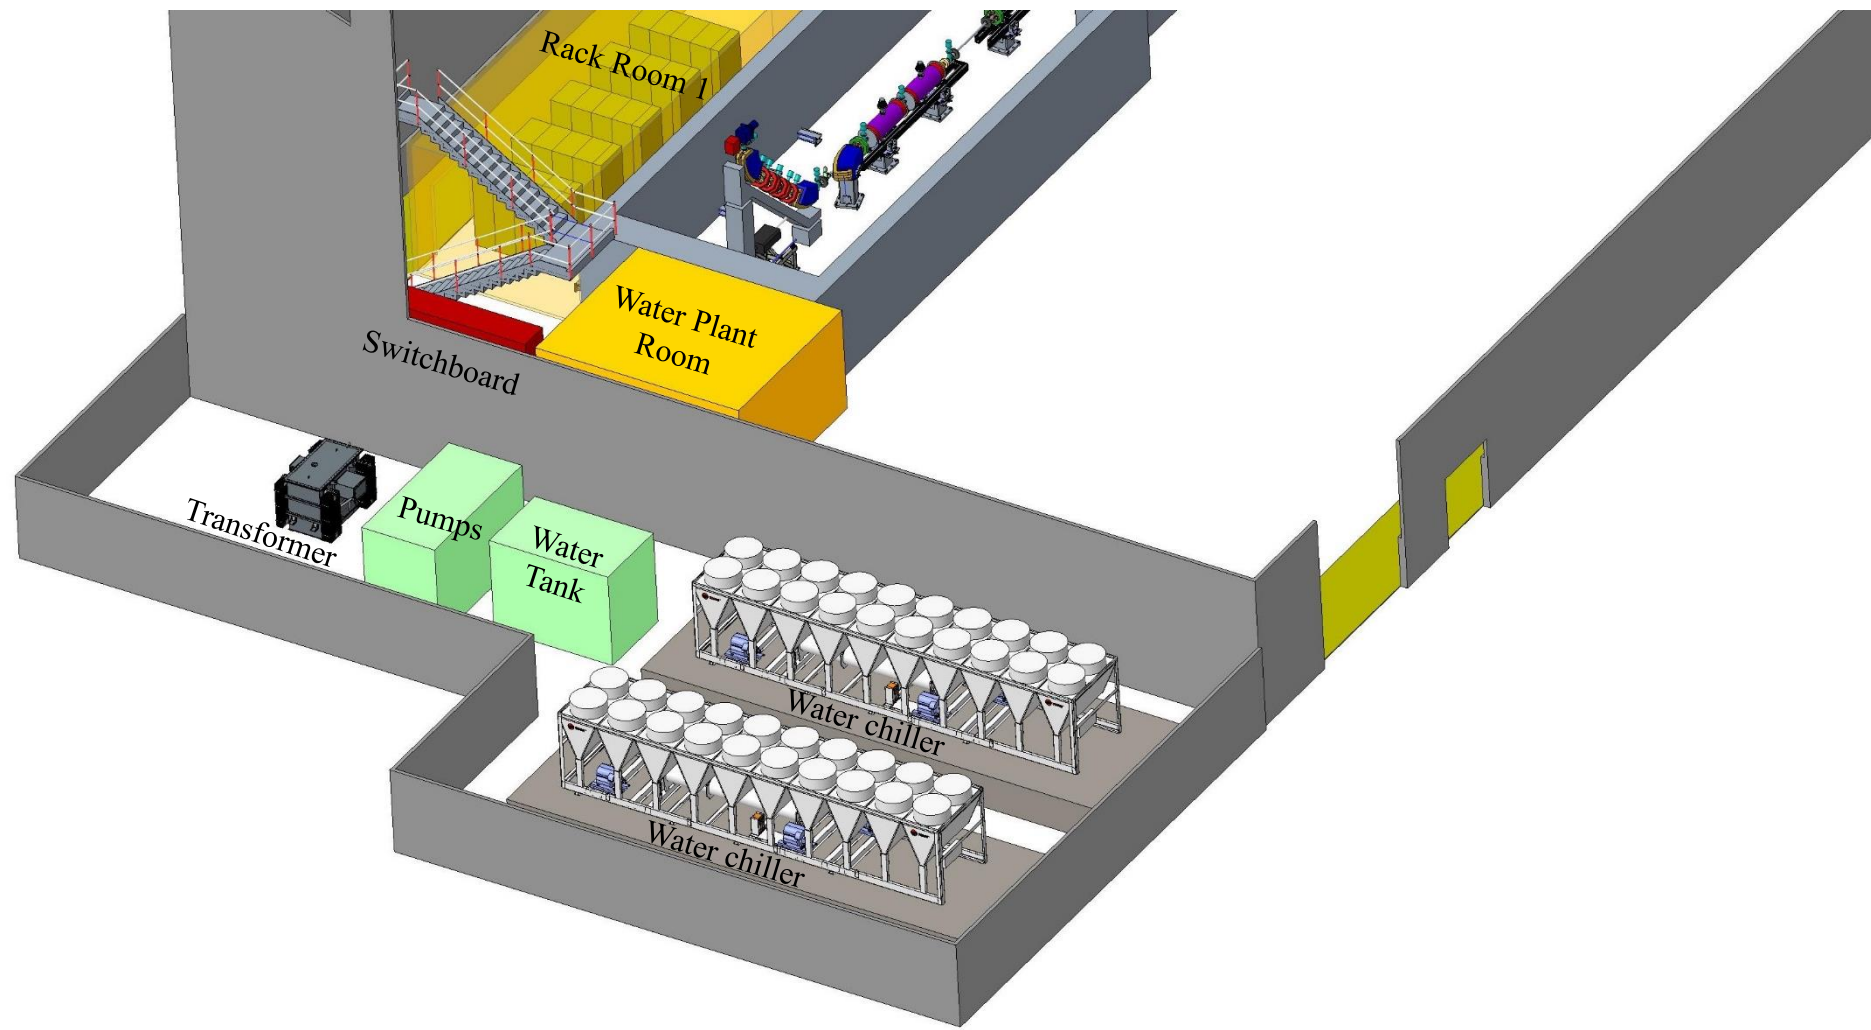 Rack Room 1
Water Plant
Room
Switchboard
Transformer
Pumps
Water
Tank
Water chiller
Water chiller